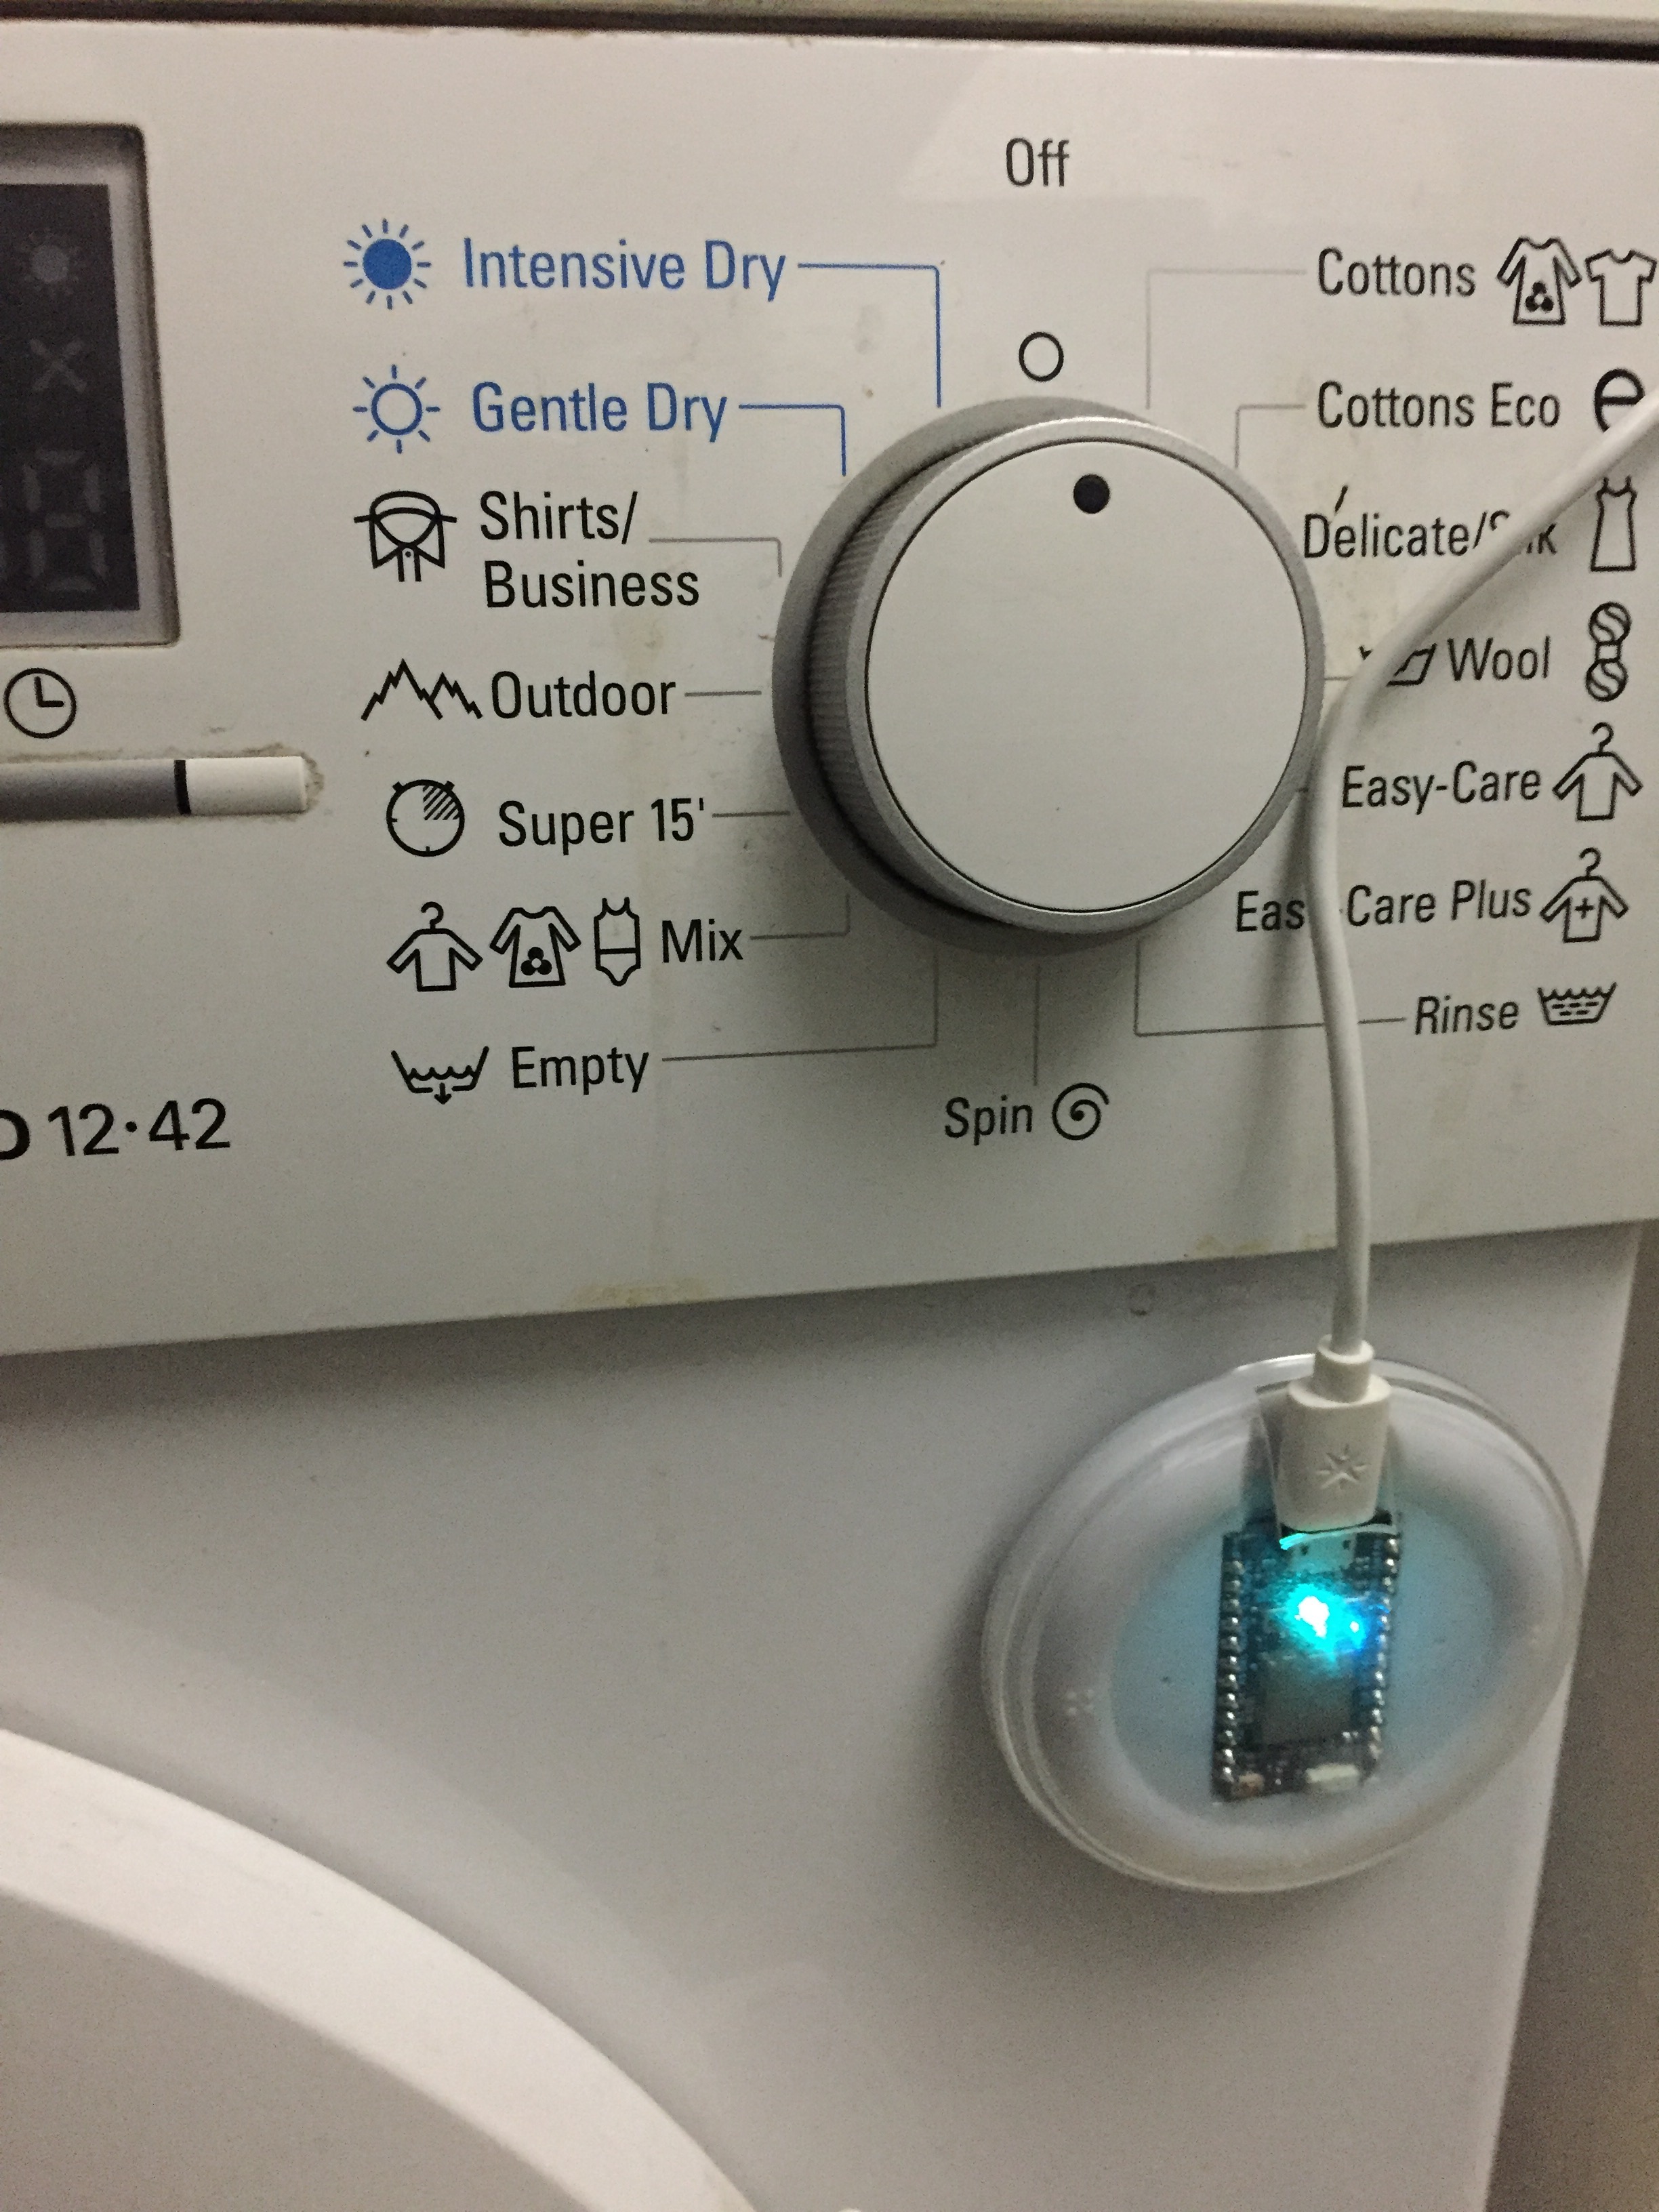 Off
Intensive Dry
Gentle Dry
Shirts/
Business
Outdoor
Super 15'
Mix
Empty
Spin
Cottons
Cottons Eco
Wool
Easy-Care
Care Plus
Rinse
12·42